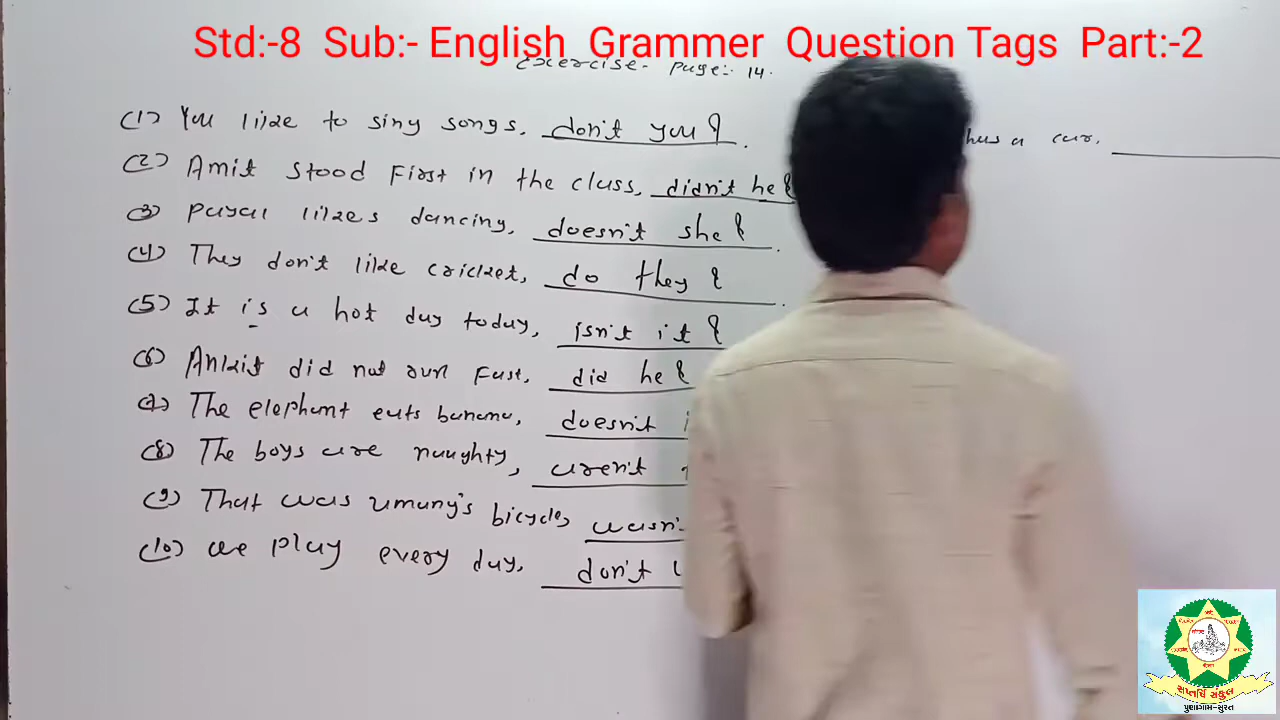 Std:-8 Sub:- English Grammer Question Tags Part:-2
Exercise- Page:- 14.
(1) You like to sing songs, don't you?
(2) Amit stood First in the class, didn't he?
(3) Payal likes dancing, doesn't she?
(4) They don't like cricket, do they?
(5) It is a hot day today, isn't it?
(6) Ankit did not run fast, did he?
(7) The elephant eats banana, doesn't
(8) The boys are naughty, aren't
(9) That was Umang's bicycle, wasn't
(10) we play every day, don't
has a car,
સપ્તર્ષિ સંકુલ
પુણાગામ-સુરત